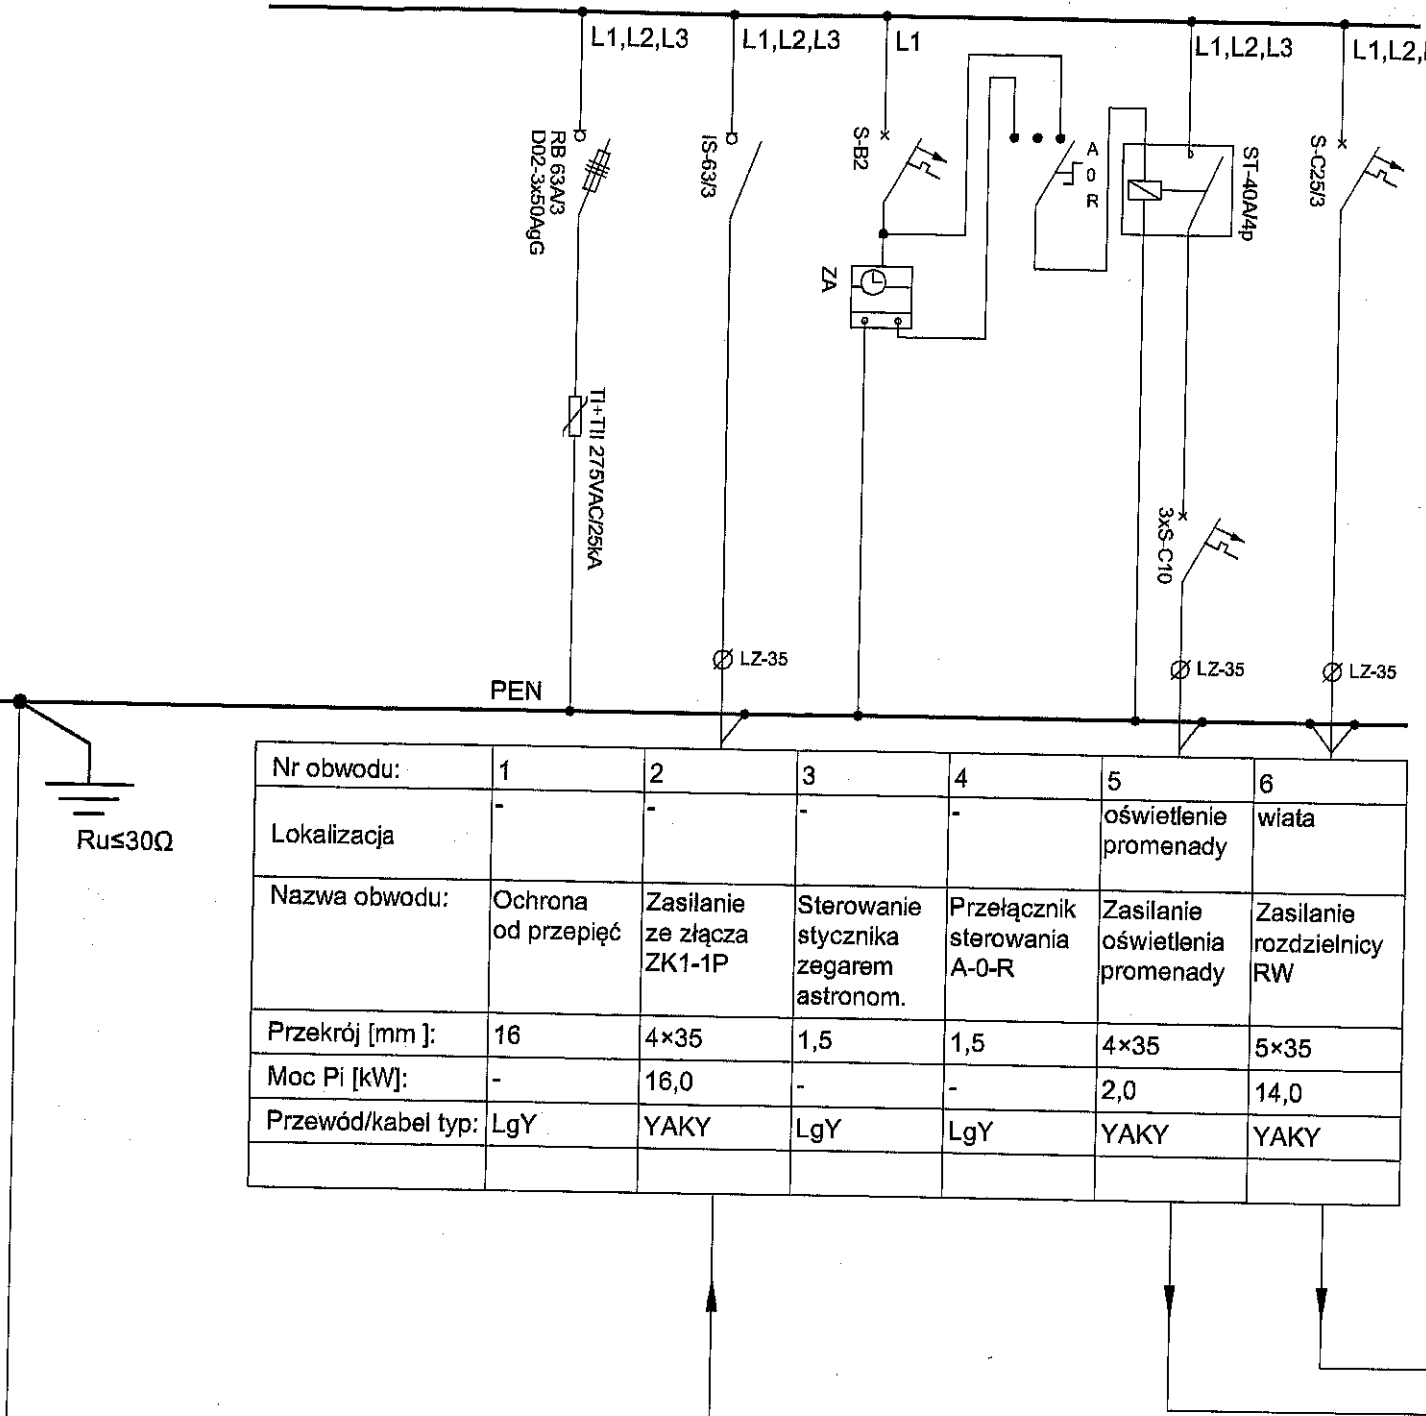 L1,L2,L3
L1,L2,L3
L1
L1,L2,L3
L1,L2,
RB 63A/3
D02-3x50AgG
IS-63/3
S-B2
A
0
R
ST-40A/4p
S-C25/3
ZA
TI+TII 275VAC/25kA
3xS-C10
LZ-35
LZ-35
LZ-35
PEN
Ru≤30Ω
Nr obwodu: 1 2 3 4 5 6
Lokalizacja - - - - oświetlenie promenady wiata
Nazwa obwodu: Ochrona od przepięć Zasilanie ze złącza ZK1-1P Sterowanie stycznika zegarem astronom. Przełącznik sterowania A-0-R Zasilanie oświetlenia promenady Zasilanie rozdzielnicy RW
Przekrój [mm ]: 16 4×35 1,5 1,5 4×35 5×35
Moc Pi [kW]: - 16,0 - - 2,0 14,0
Przewód/kabel typ: LgY YAKY LgY LgY YAKY YAKY